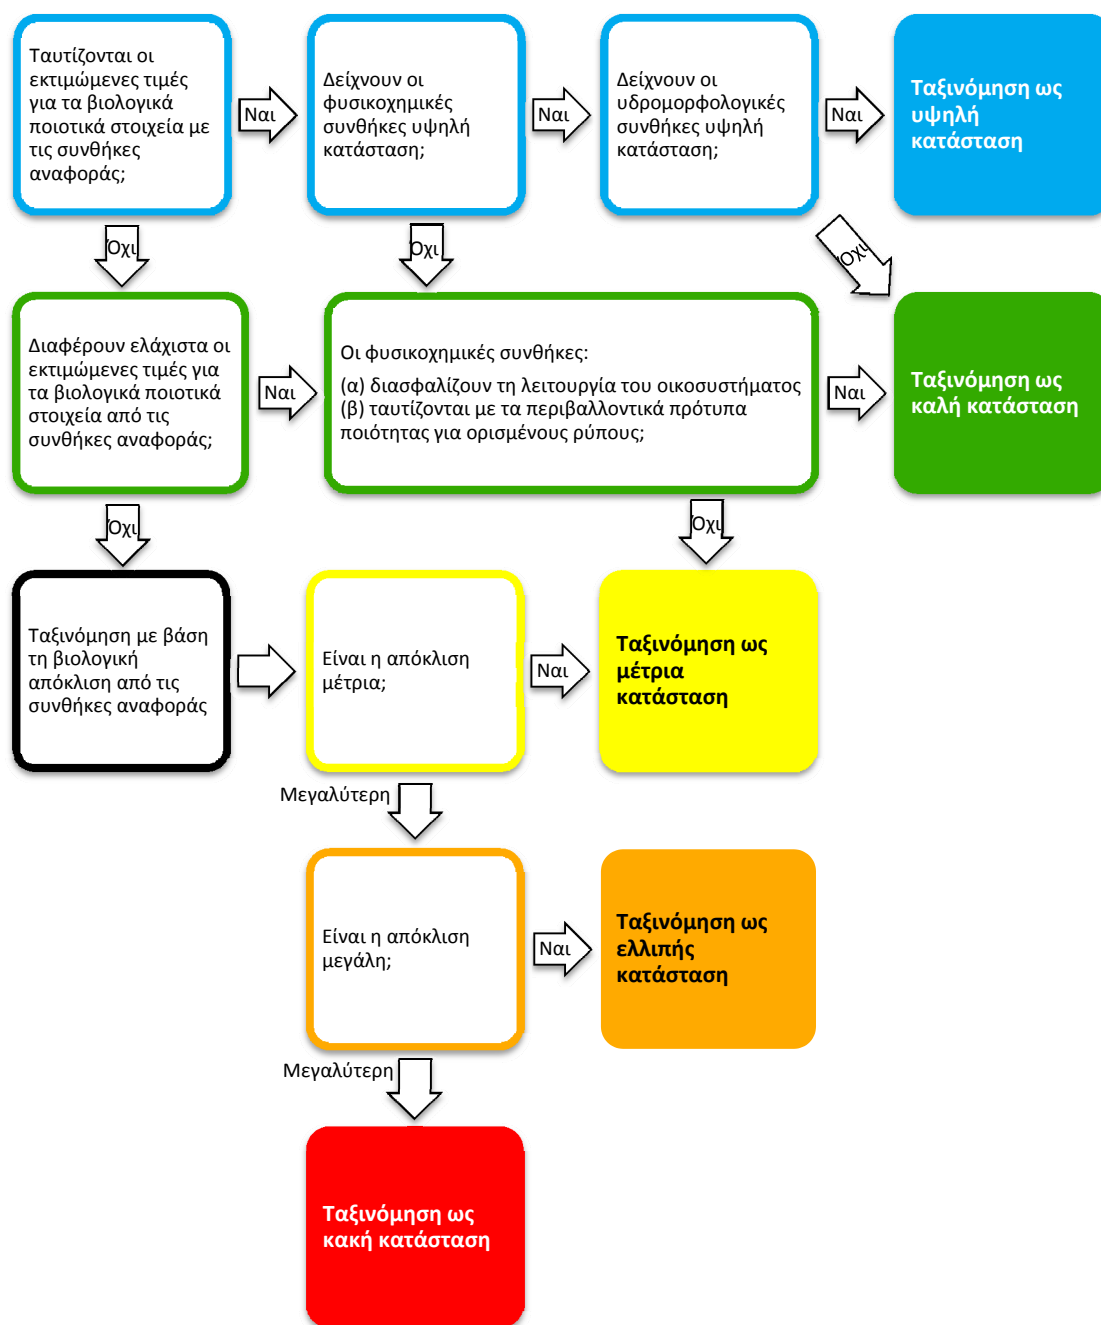 Ταυτίζονται οι
εκτιμώμενες τιμές
για τα βιολογικά
ποιοτικά στοιχεία με
τις συνθήκες
αναφοράς;
Ναι
Δείχνουν οι
φυσικοχημικές
συνθήκες υψηλή
κατάσταση;
Ναι
Δείχνουν οι
υδρομορφολογικές
συνθήκες υψηλή
κατάσταση;
Ναι
Ταξινόμηση ως
υψηλή
κατάσταση
Όχι
Όχι
Όχι
Διαφέρουν ελάχιστα οι
εκτιμώμενες τιμές για
τα βιολογικά ποιοτικά
στοιχεία από τις
συνθήκες αναφοράς;
Ναι
Οι φυσικοχημικές συνθήκες:
(α) διασφαλίζουν τη λειτουργία του οικοσυστήματος
(β) ταυτίζονται με τα περιβαλλοντικά πρότυπα
ποιότητας για ορισμένους ρύπους;
Ναι
Ταξινόμηση ως
καλή κατάσταση
Όχι
Όχι
Ταξινόμηση με βάση
τη βιολογική
απόκλιση από τις
συνθήκες αναφοράς
Είναι η απόκλιση
μέτρια;
Ναι
Ταξινόμηση ως
μέτρια
κατάσταση
Μεγαλύτερη
Είναι η απόκλιση
μεγάλη;
Ναι
Ταξινόμηση ως
ελλιπής
κατάσταση
Μεγαλύτερη
Ταξινόμηση ως
κακή κατάσταση